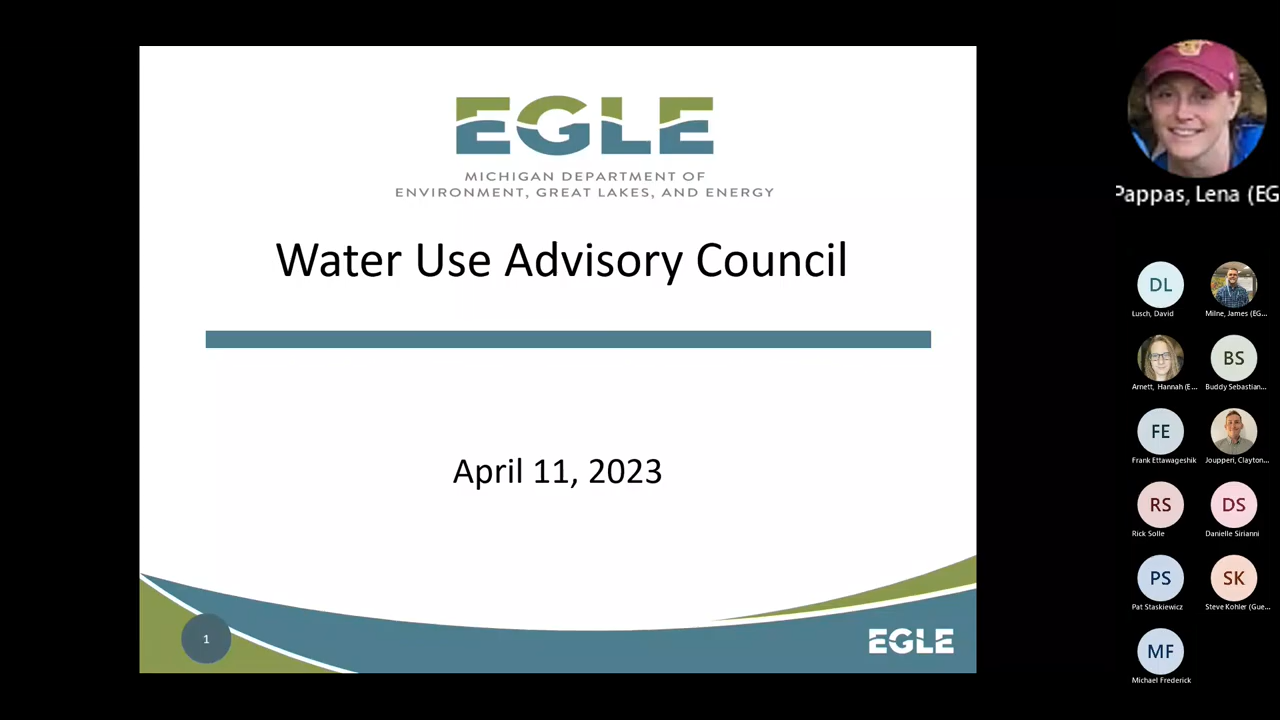 EGLE
MICHIGAN DEPARTMENT OF
ENVIRONMENT, GREAT LAKES, AND ENERGY
Water Use Advisory Council
April 11, 2023
1
EGLE
Pappas, Lena (EG
DL
Lusch, David
Milne, James (EG...
Arnett, Hannah (E...
BS
Buddy Sebastian...
FE
Frank Ettawageshik
Joupperi, Clayton...
RS
Rick Solle
DS
Danielle Sirianni
PS
Pat Staskiewicz
SK
Steve Kohler (Gue...
MF
Michael Frederick